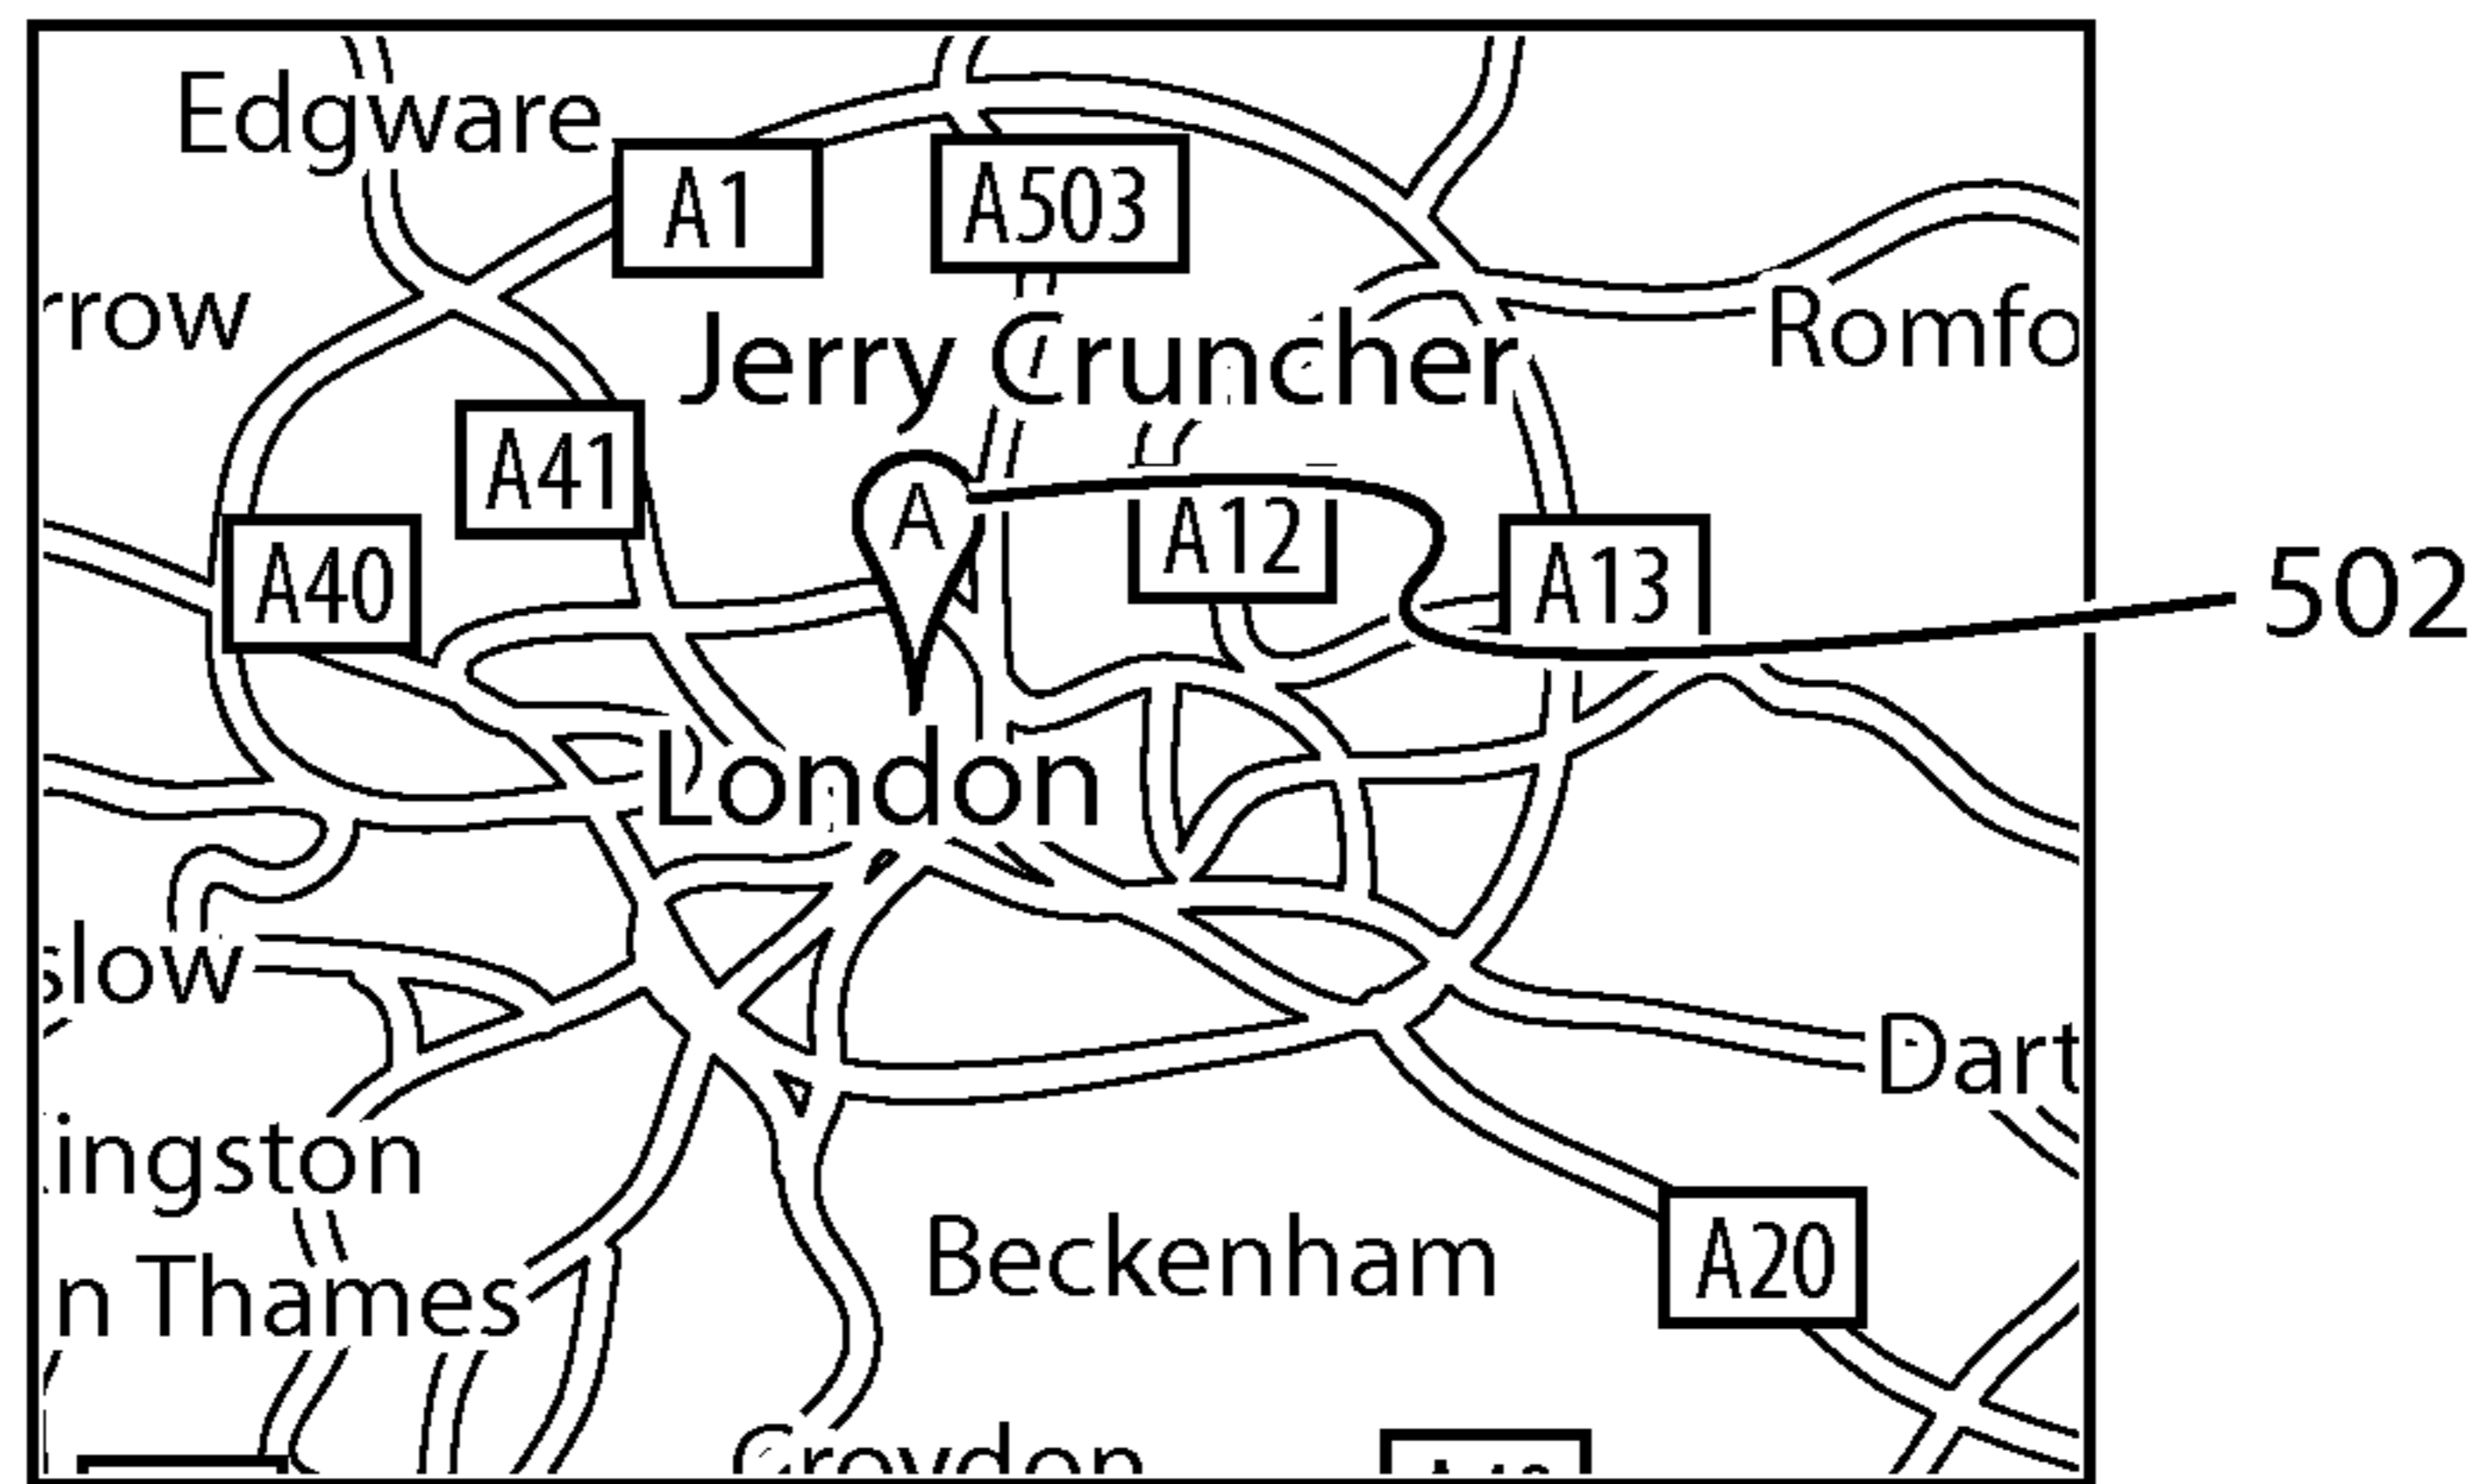 Edgware
A1
A503
rrow
Jerry Cruncher
Romfo
A41
A
A12
A40
A13
502
London
slow
Dart
ingston
Beckenham
A20
n Thames
Croydon